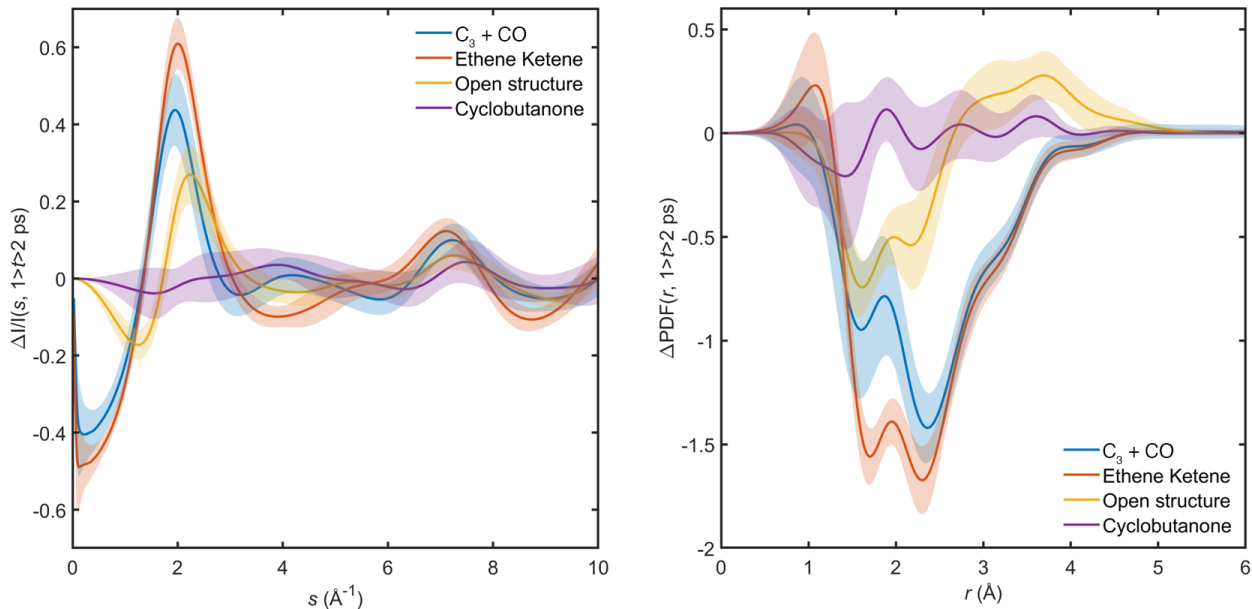 ΔI/I(s, 1>t>2 ps)
0.6
0.4
0.2
0
-0.2
-0.4
-0.6
C₃ + CO
Ethene Ketene
Open structure
Cyclobutanone
0 2 4 6 8 10
s (Å⁻¹)
ΔPDF(r, 1>t>2 ps)
0.5
0
-0.5
-1
-1.5
-2
C₃ + CO
Ethene Ketene
Open structure
Cyclobutanone
0 1 2 3 4 5 6
r (Å)